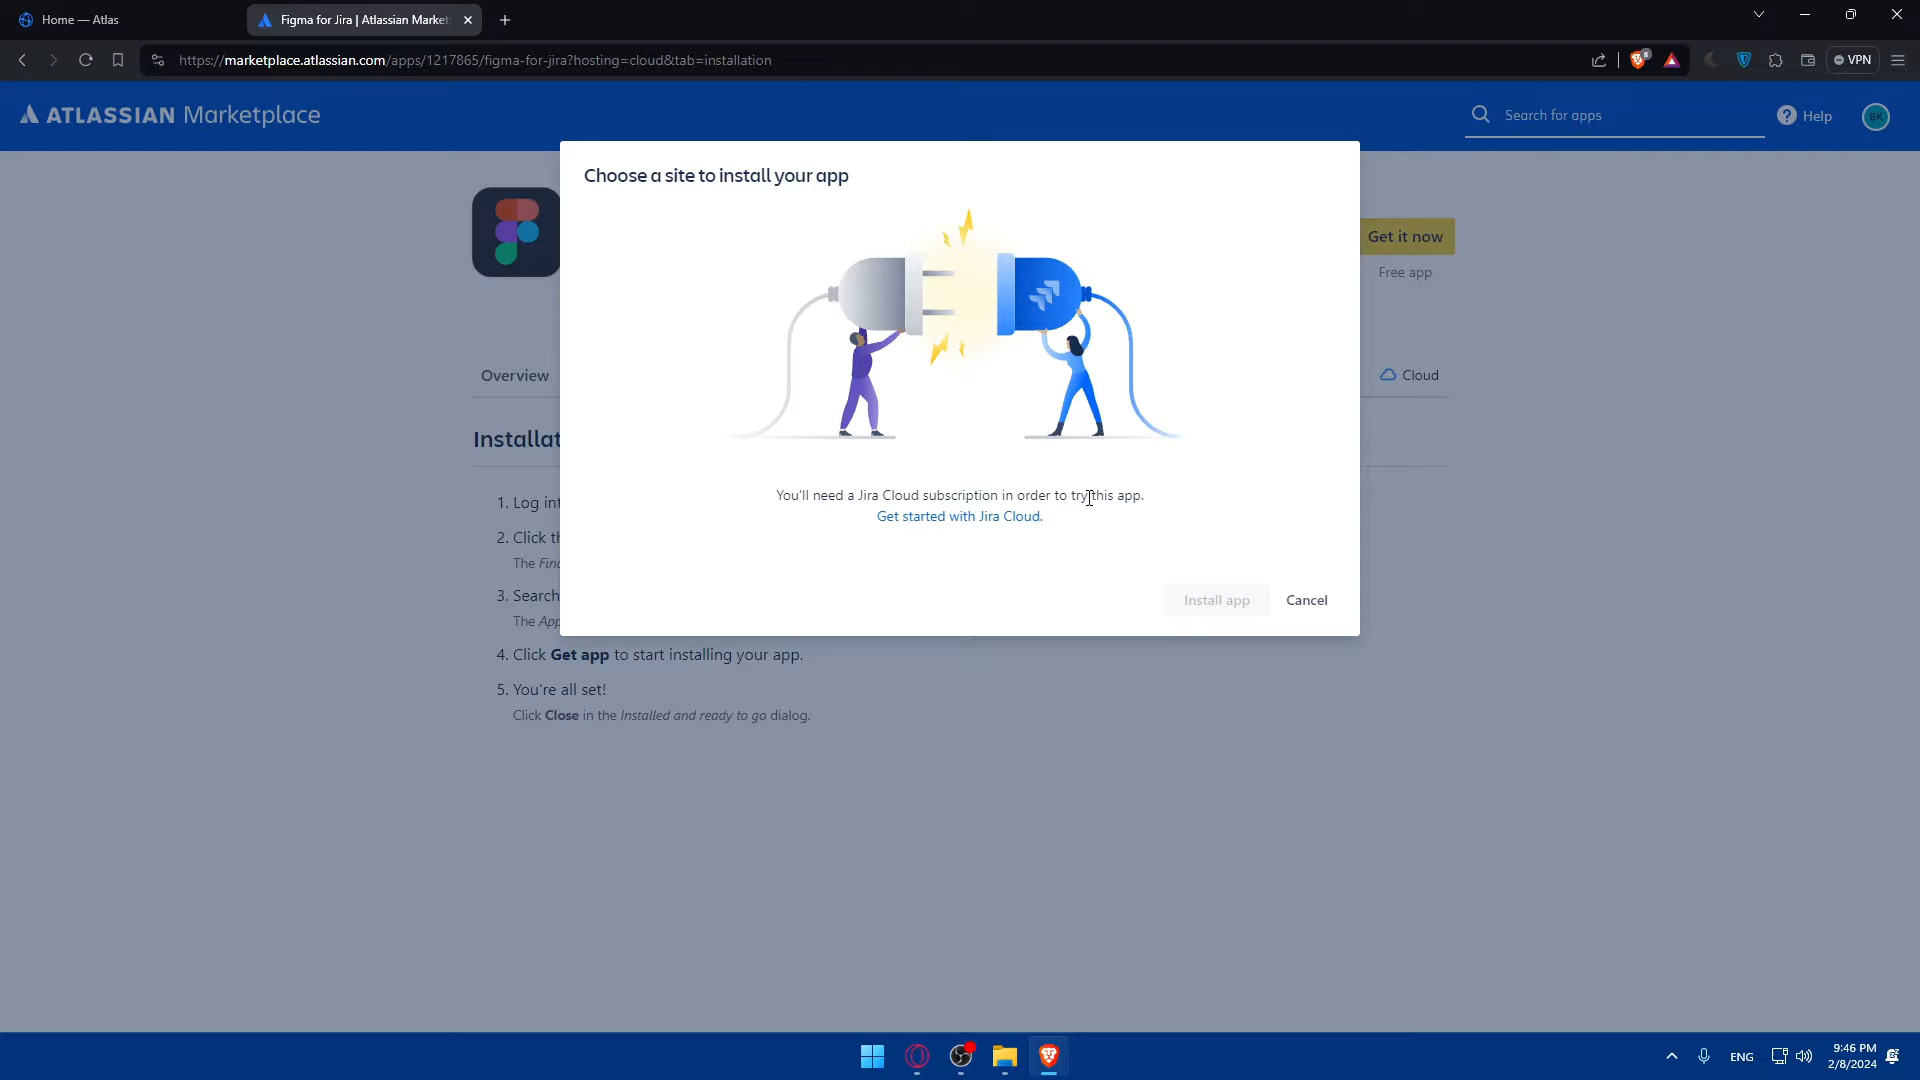 Home — Atlas
Figma for Jira | Atlassian Market
https://marketplace.atlassian.com/apps/1217865/figma-for-jira?hosting=cloud&tab=installation
8
VPN
ATLASSIAN Marketplace
Search for apps
? Help
BK
Choose a site to install your app
Get it now
Free app
Overview
Cloud
Installat
You'll need a Jira Cloud subscription in order to try this app.
Get started with Jira Cloud.
1. Log int
2. Click th
The Find
3. Search
The App
Install app
Cancel
4. Click Get app to start installing your app.
5. You're all set!
Click Close in the Installed and ready to go dialog.
ENG
9:46 PM
2/8/2024